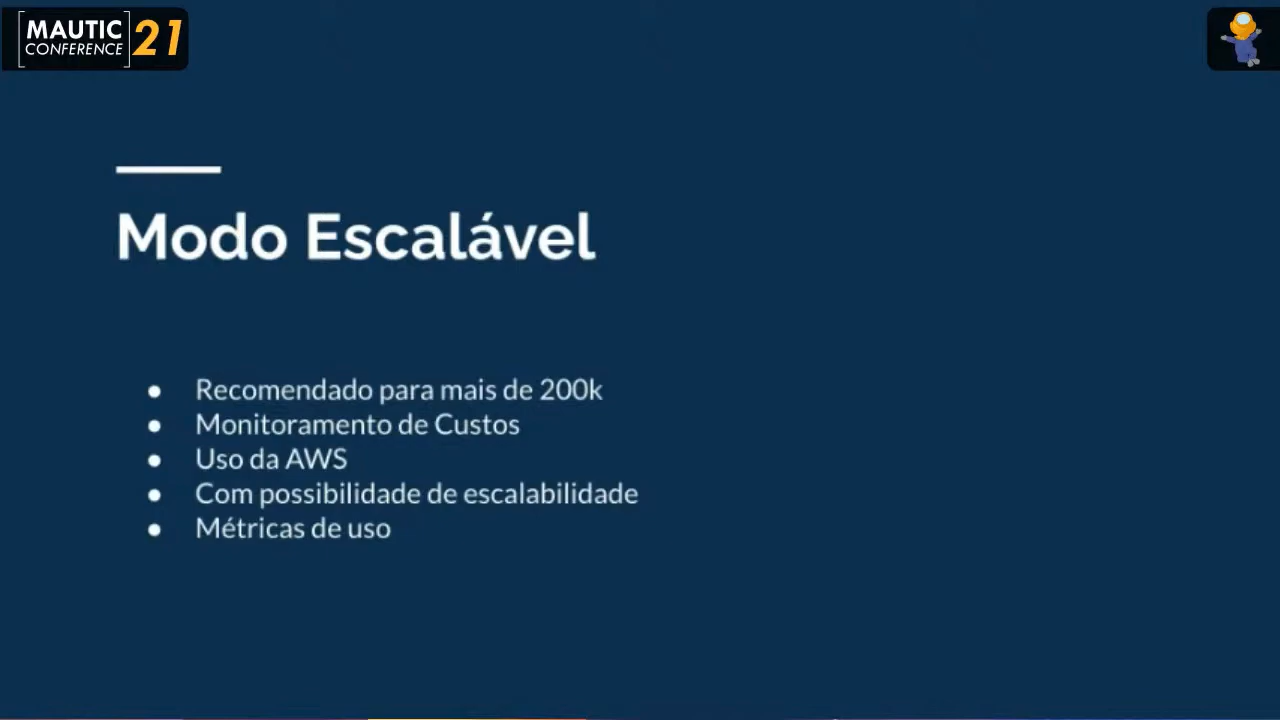 MAUTIC
CONFERENCE 21
Modo Escalável
● Recomendado para mais de 200k
● Monitoramento de Custos
● Uso da AWS
● Com possibilidade de escalabilidade
● Métricas de uso